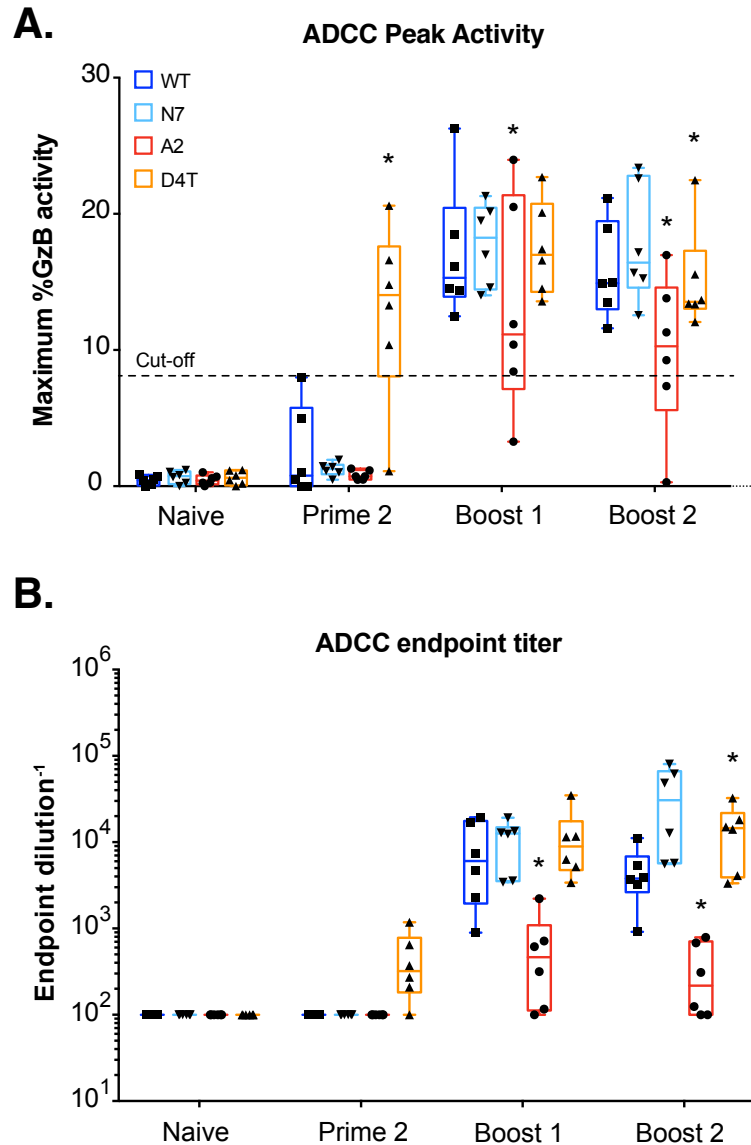 A.
ADCC Peak Activity
30
20
10
0
Maximum %GzB activity
WT
N7
A2
D4T
* * * *
Cut-off
Naive Prime 2 Boost 1 Boost 2
B.
ADCC endpoint titer
10^6
10^5
10^4
10^3
10^2
10^1
Endpoint dilution^-1
* * *
Naive Prime 2 Boost 1 Boost 2